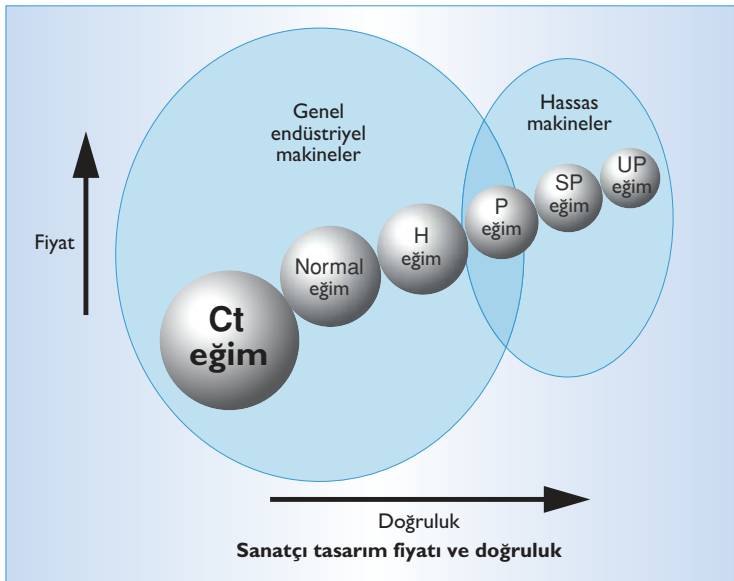 Genel
endüstriyel
makineler
Hassas
makineler
Fiyat
Ct
eğim
Normal
eğim
H
eğim
P
eğim
SP
eğim
UP
eğim
Doğruluk
Sanatçı tasarım fiyatı ve doğruluk